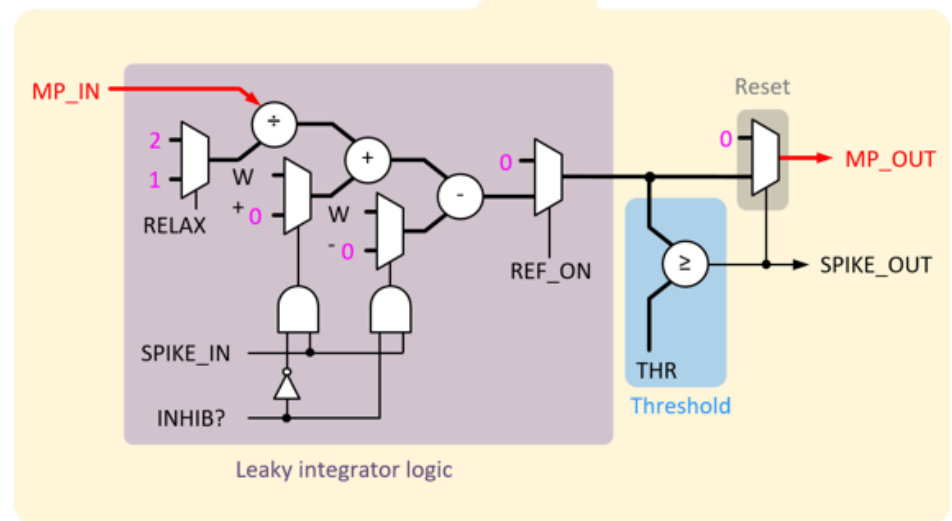 MP_IN
2
1
RELAX
÷
W
+ 0
+
W
- 0
-
0
REF_ON
SPIKE_IN
INHIB?
Leaky integrator logic
Reset
0
MP_OUT
≥
SPIKE_OUT
THR
Threshold